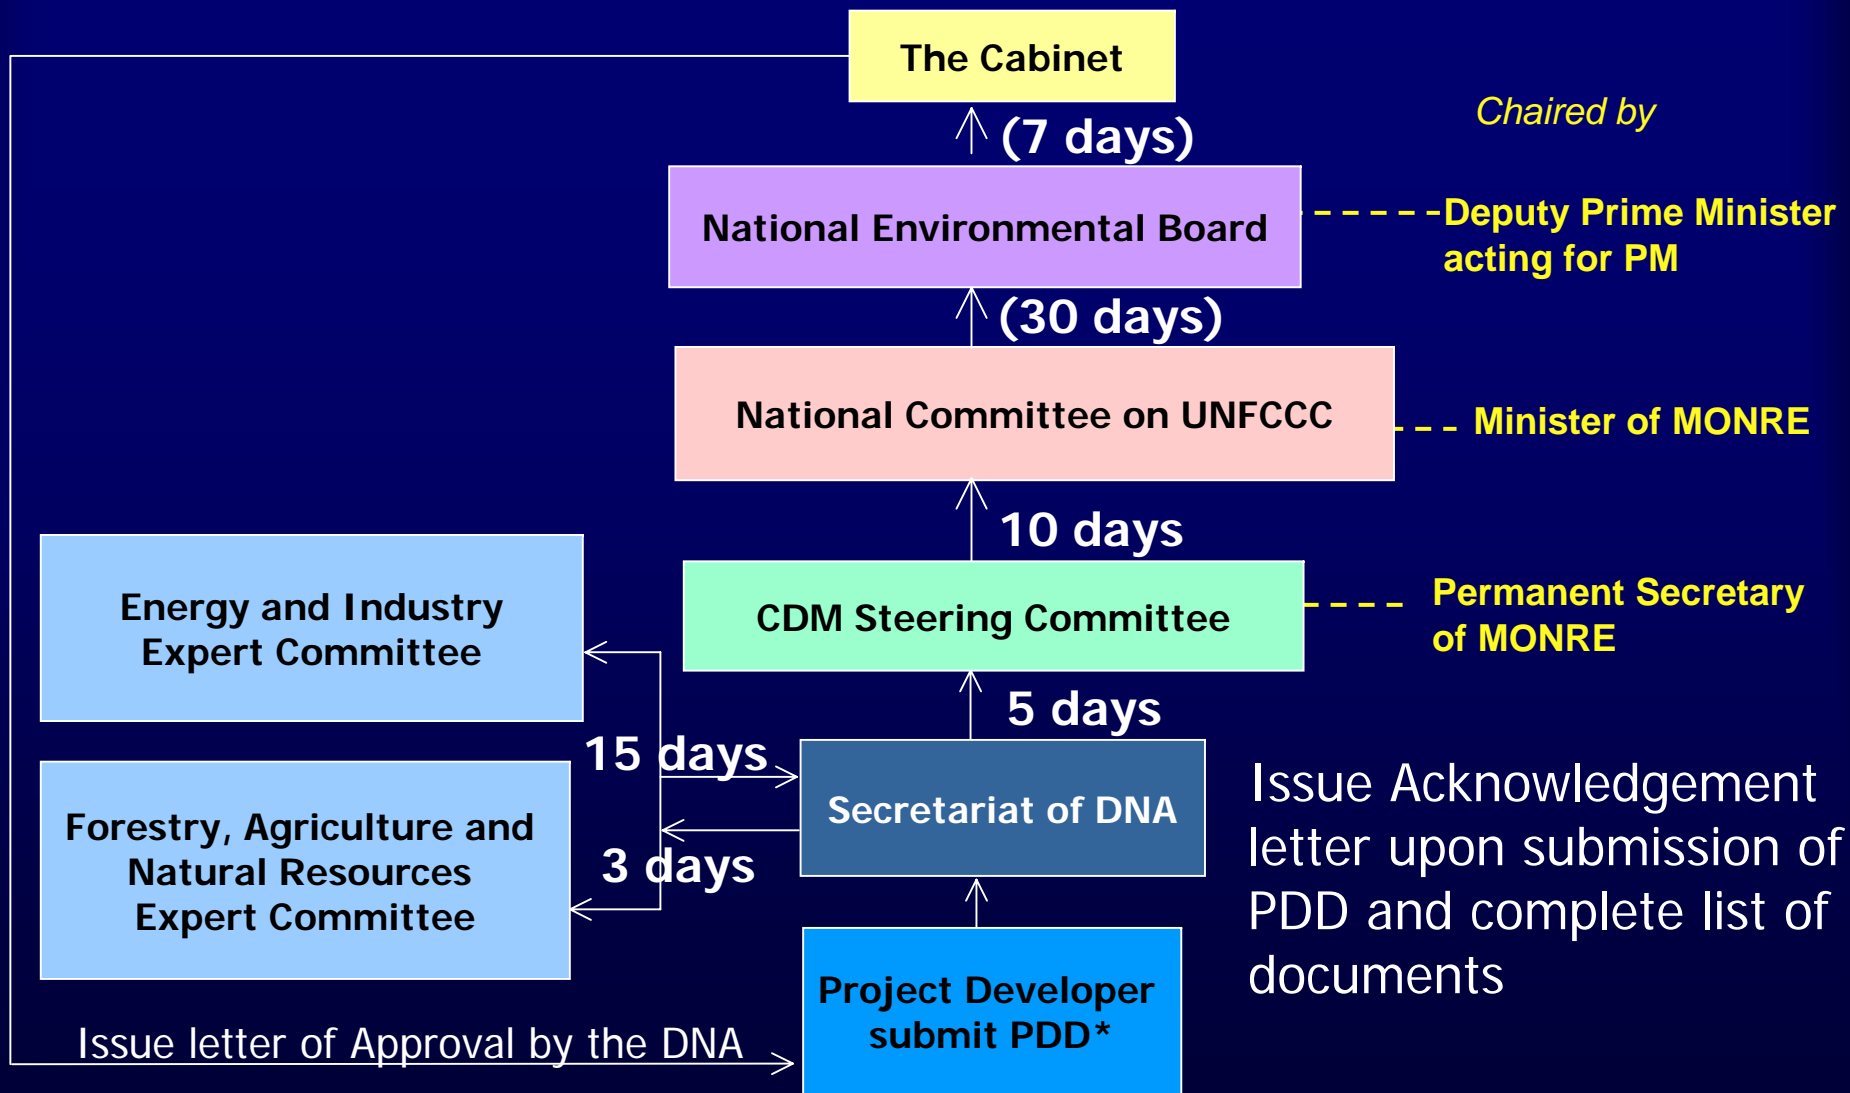 The Cabinet
Chaired by
(7 days)
National Environmental Board
Deputy Prime Minister
acting for PM
(30 days)
National Committee on UNFCCC
Minister of MONRE
10 days
Energy and Industry
Expert Committee
CDM Steering Committee
Permanent Secretary
of MONRE
5 days
15 days
Forestry, Agriculture and
Natural Resources
Expert Committee
3 days
Secretariat of DNA
Issue Acknowledgement
letter upon submission of
PDD and complete list of
documents
Project Developer
submit PDD*
Issue letter of Approval by the DNA